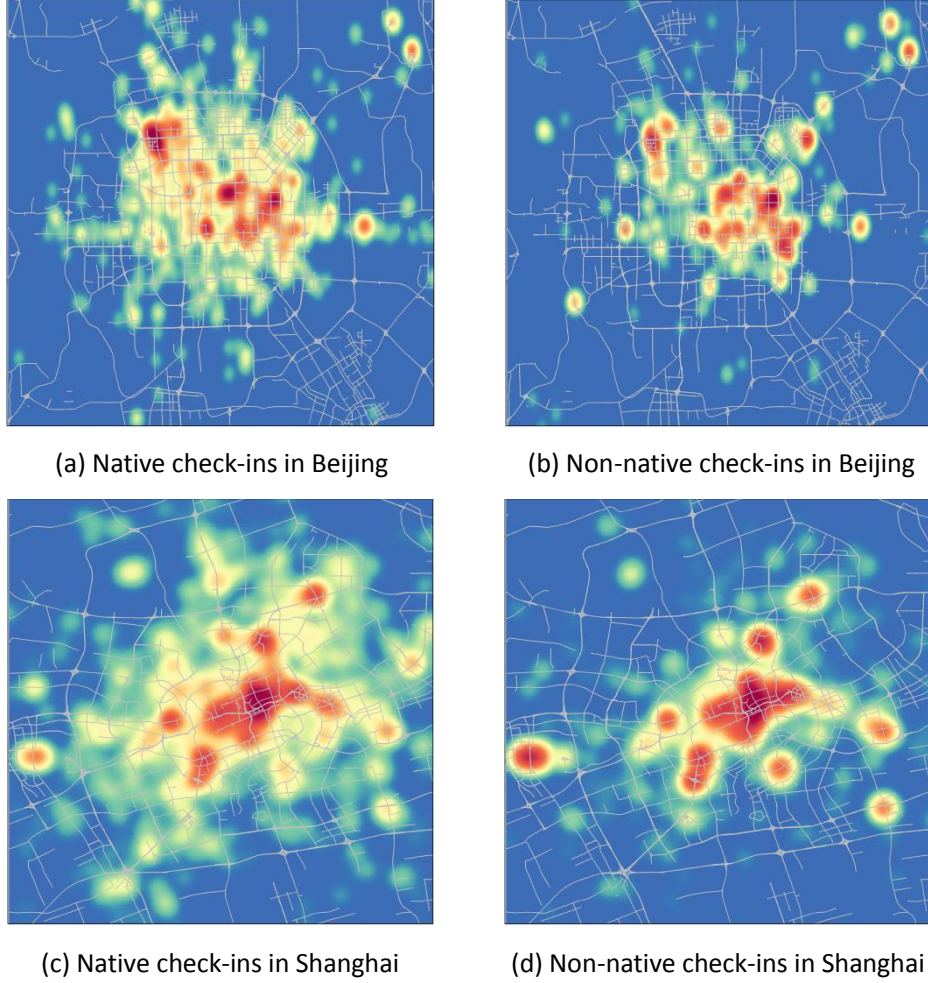 (a) Native check-ins in Beijing
(b) Non-native check-ins in Beijing
(c) Native check-ins in Shanghai
(d) Non-native check-ins in Shanghai